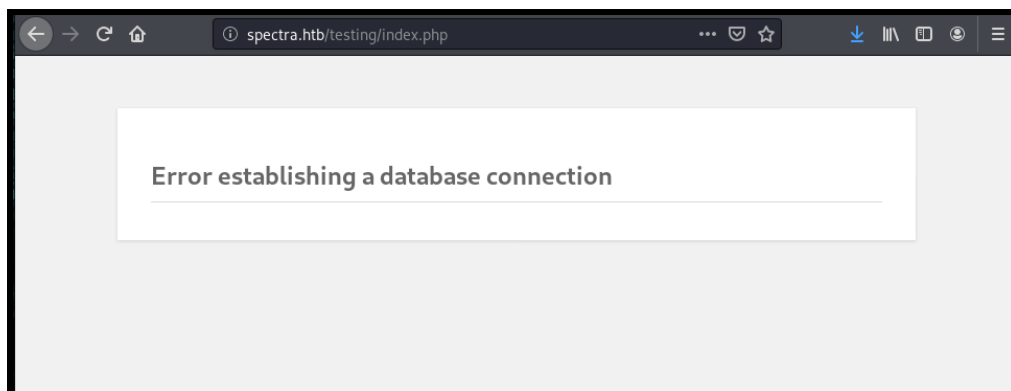 spectra.htb/testing/index.php
Error establishing a database connection